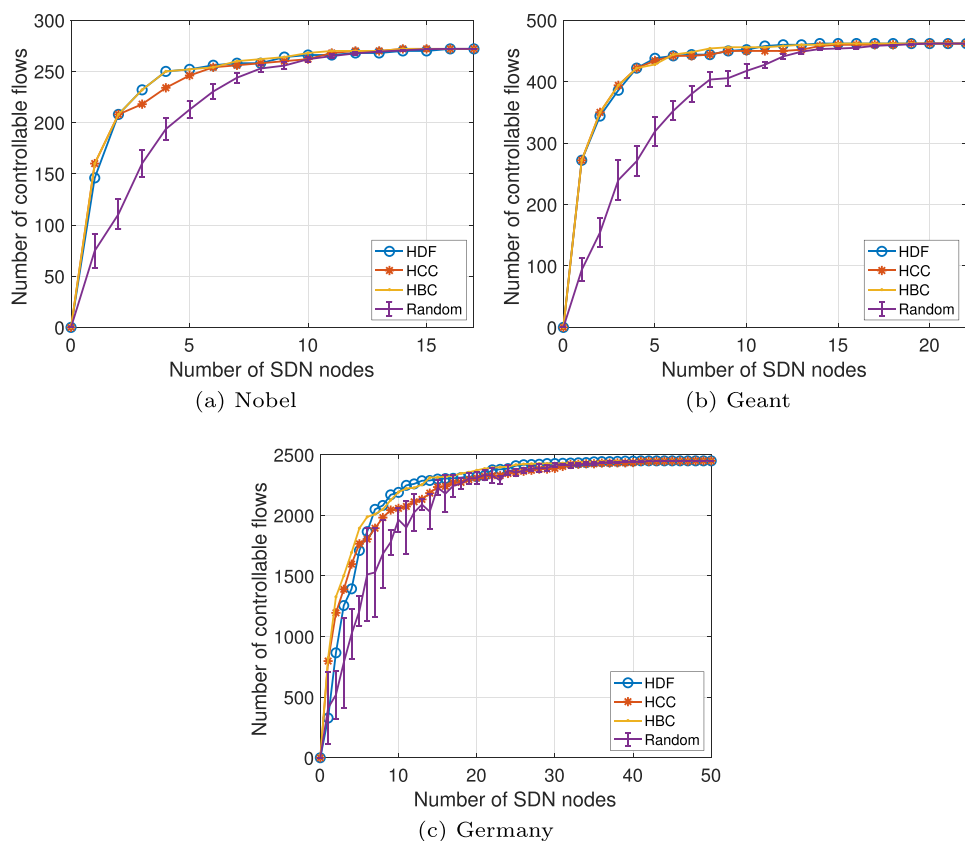 300
250
200
150
100
50
0
Number of controllable flows
HDF
HCC
HBC
Random
0 5 10 15
Number of SDN nodes
(a) Nobel
500
400
300
200
100
0
Number of controllable flows
HDF
HCC
HBC
Random
0 5 10 15 20
Number of SDN nodes
(b) Geant
2500
2000
1500
1000
500
0
Number of controllable flows
HDF
HCC
HBC
Random
0 10 20 30 40 50
Number of SDN nodes
(c) Germany